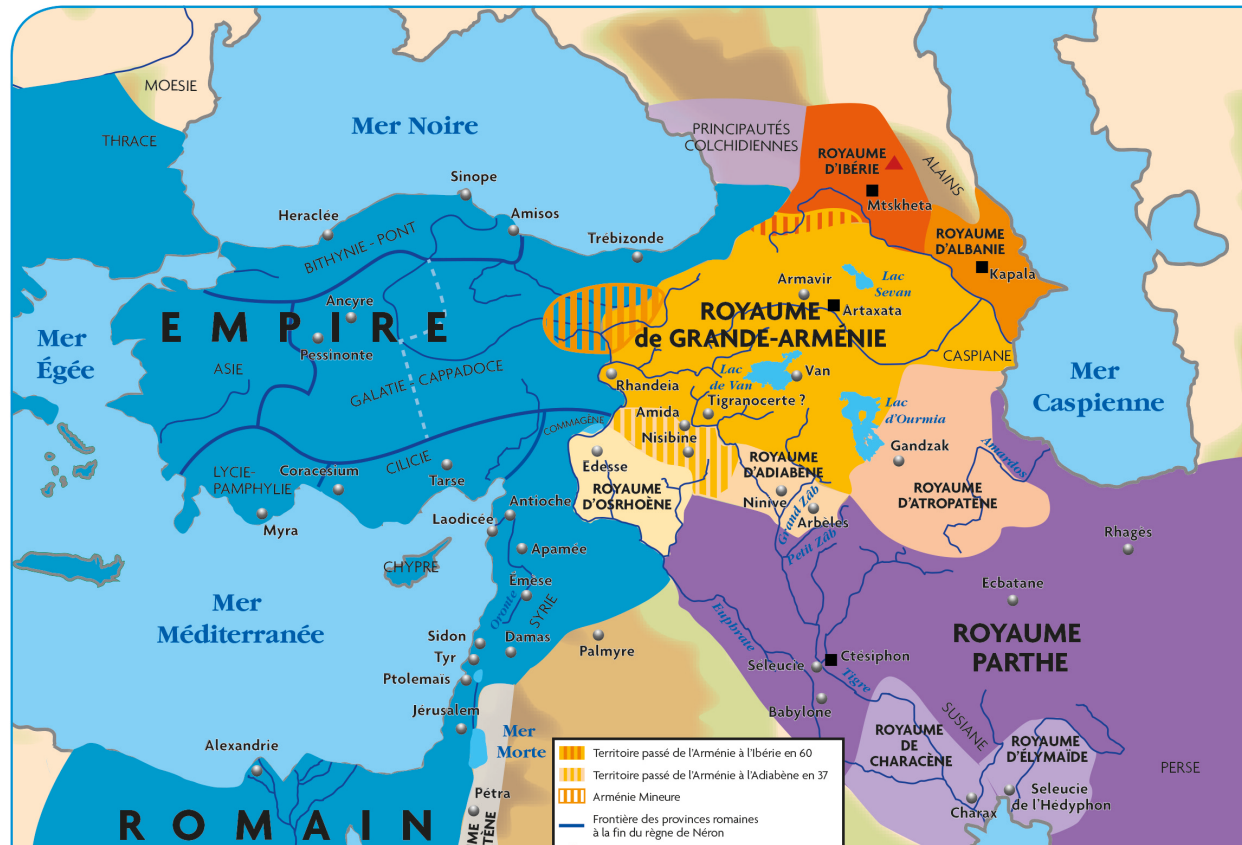 MOESIE
THRACE
Mer Noire
PRINCIPAUTÉS
COLCHIDIENNES
ROYAUME
D'IBÉRIE
ALAINS
Mtskheta
Sinope
Heraclée
Amisos
BITHYNIE - PONT
Trébizonde
ROYAUME
D'ALBANIE
Kapala
Armavir
Lac
Sevan
Artaxata
Ancyre
EMPIRE
Pessinonte
Mer
Égée
ASIE
GALATIE - CAPPADOCE
ROYAUME
de GRANDE-ARMÉNIE
CASPIANE
Rhandeia
Lac
de Van
Van
Tigranocerte ?
Mer
Caspienne
Lac
d'Ourmia
Amida
Nisibine
COMMAGÈNE
Gandzak
Amardos
ROYAUME
D'ATROPATÈNE
Edesse
ROYAUME
D'OSRHOÈNE
ROYAUME
D'ADIABÈNE
Ninive
Grand Zâb
Arbèles
Petit Zâb
LYCIE-
PAMPHYLIE
Coracesium
CILICIE
Tarse
Myra
Antioche
Laodicée
Apamée
CHYPRE
Émèse
Oronte
SYRIE
Mer
Méditerranée
Sidon
Damas
Tyr
Ptolemaïs
Palmyre
Jérusalem
Mer
Morte
Euphrate
Rhagès
Ecbatane
ROYAUME
PARTHE
Seleucie
Ctésiphon
Tigre
Babylone
SUSIANE
ROYAUME
DE
CHARACÈNE
ROYAUME
D'ÉLYMAÏDE
PERSE
Seleucie
de l'Hédyphon
Charax
Alexandrie
ROMAIN
Pétra
ME
TÈNE
Territoire passé de l'Arménie à l'Ibérie en 60
Territoire passé de l'Arménie à l'Adiabène en 37
Arménie Mineure
Frontière des provinces romaines
à la fin du règne de Néron